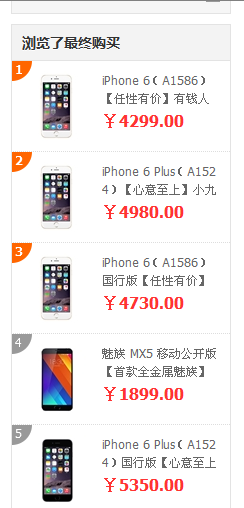 浏览了最终购买
1
iPhone 6（A1586）
【任性有价】有钱人
￥4299.00
2
iPhone 6 Plus（A152
4）【心意至上】小九
￥4980.00
3
iPhone 6（A1586）
国行版【任性有价】
￥4730.00
4
魅族 MX5 移动公开版
【首款全金属魅族】
￥1899.00
5
iPhone 6 Plus（A152
4）国行版【心意至上
￥5350.00